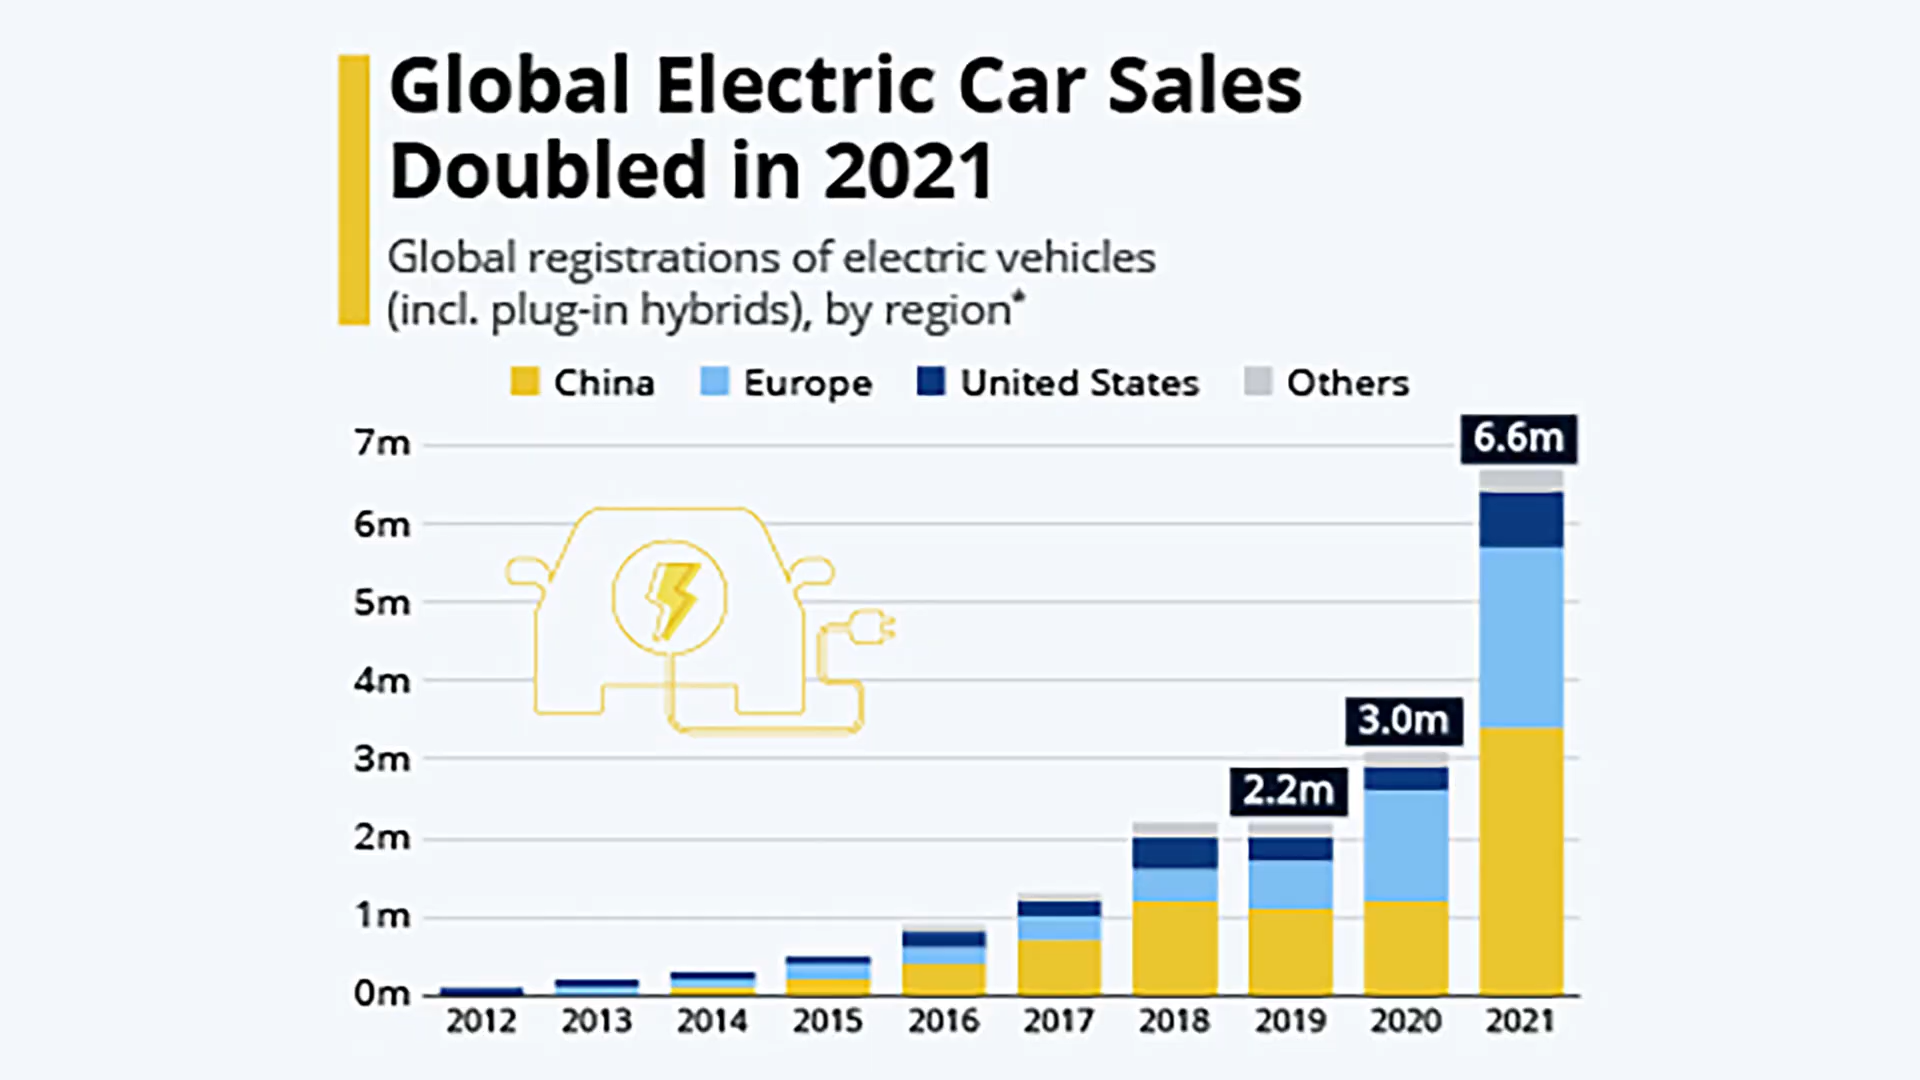 Global Electric Car Sales
Doubled in 2021
Global registrations of electric vehicles
(incl. plug-in hybrids), by region*
China Europe United States Others
7m
6m
5m
4m
3m
2m
1m
0m
6.6m
3.0m
2.2m
2012 2013 2014 2015 2016 2017 2018 2019 2020 2021